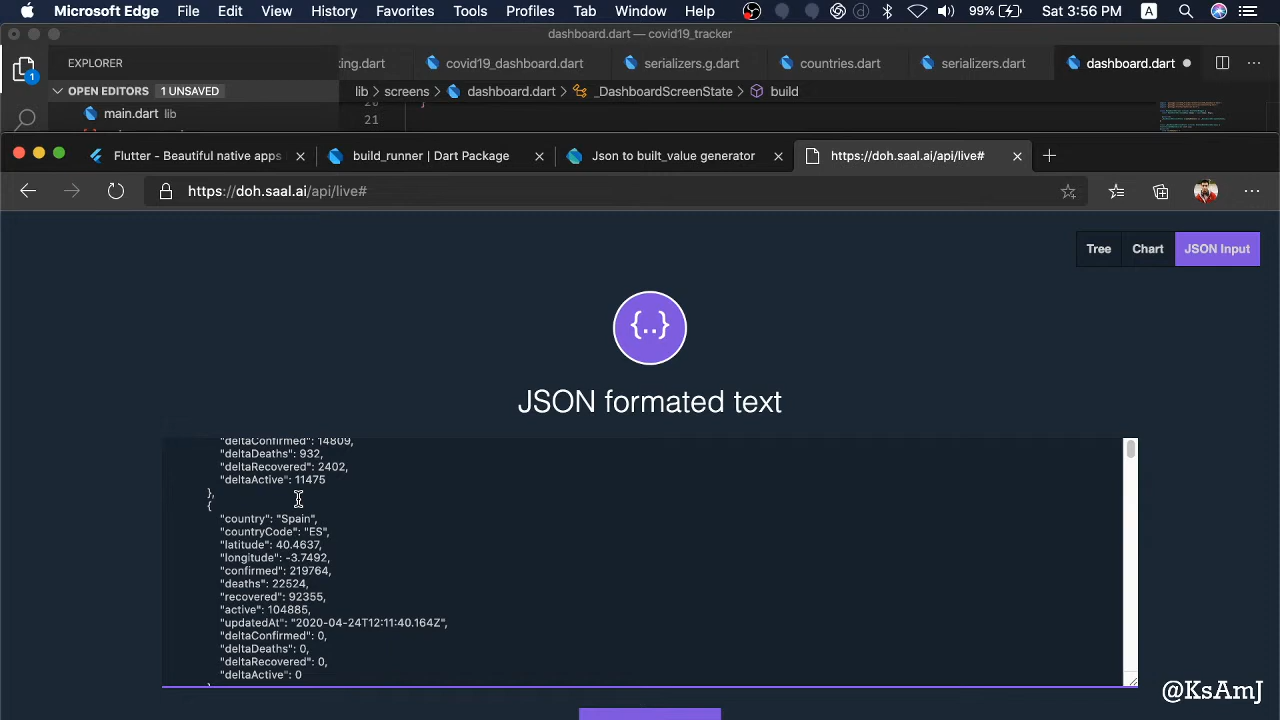 Microsoft Edge File Edit View History Favorites Tools Profiles Tab Window Help 99% Sat 3:56 PM A
dashboard.dart — covid19_tracker
EXPLORER king.dart covid19_dashboard.dart serializers.g.dart countries.dart serializers.dart dashboard.dart
1
OPEN EDITORS 1 UNSAVED lib > screens > dashboard.dart > _DashboardScreenState > build
main.dart lib
21
Flutter - Beautiful native apps build_runner | Dart Package Json to built_value generator https://doh.saal.ai/api/live#
https://doh.saal.ai/api/live#
Tree Chart JSON Input
{..}
JSON formated text
"deltaConfirmed": 14809,
"deltaDeaths": 932,
"deltaRecovered": 2402,
"deltaActive": 11475
},
{
"country": "Spain",
"countryCode": "ES",
"latitude": 40.4637,
"longitude": -3.7492,
"confirmed": 219764,
"deaths": 22524,
"recovered": 92355,
"active": 104885,
"updatedAt": "2020-04-24T12:11:40.164Z",
"deltaConfirmed": 0,
"deltaDeaths": 0,
"deltaRecovered": 0,
"deltaActive": 0
@KsAmJ